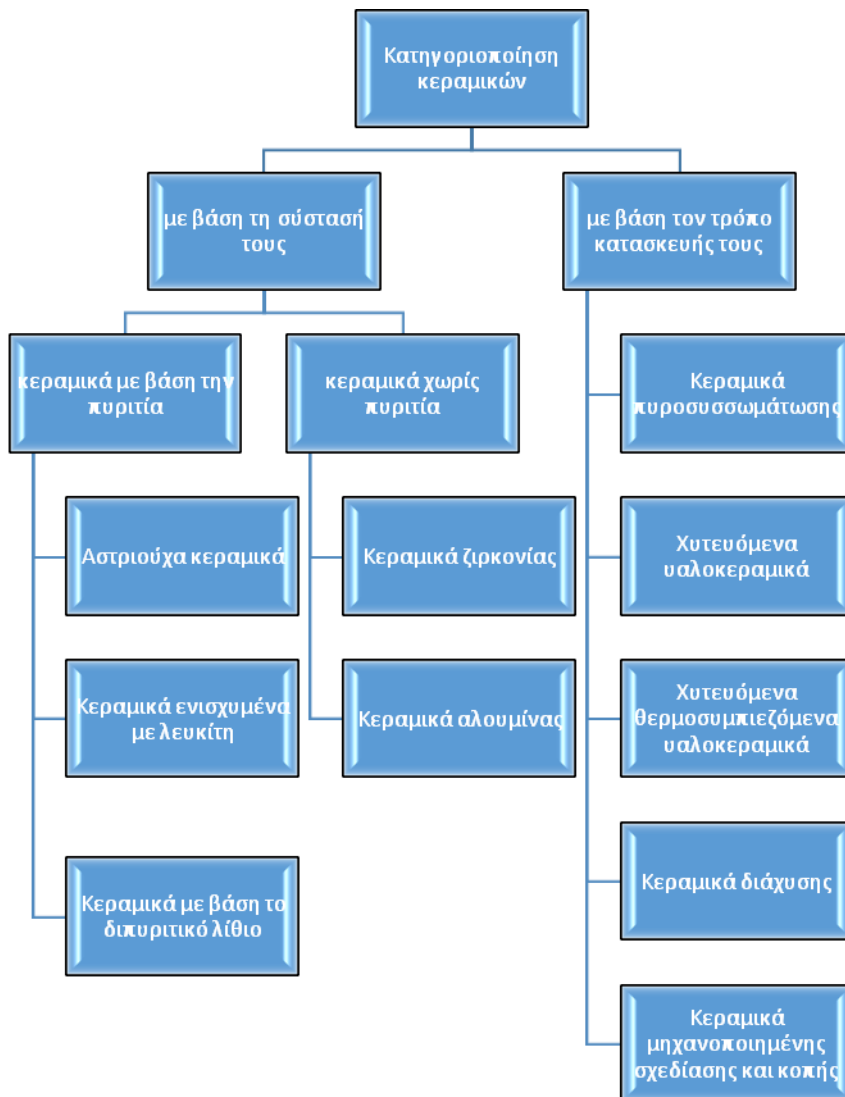 Κατηγοριοποίηση
κεραμικών
με βάση τη σύστασή
τους
με βάση τον τρόπο
κατασκευής τους
κεραμικά με βάση την
πυριτία
κεραμικά χωρίς
πυριτία
Αστριούχα κεραμικά
Κεραμικά ενισχυμένα
με λευκίτη
Κεραμικά με βάση το
διπυριτικό λίθιο
Κεραμικά ζιρκονίας
Κεραμικά αλουμίνας
Κεραμικά
πυροσυσσωμάτωσης
Χυτευόμενα
υαλοκεραμικά
Χυτευόμενα
θερμοσυμπιεζόμενα
υαλοκεραμικά
Κεραμικά διάχυσης
Κεραμικά
μηχανοποιημένης
σχεδίασης και κοπής